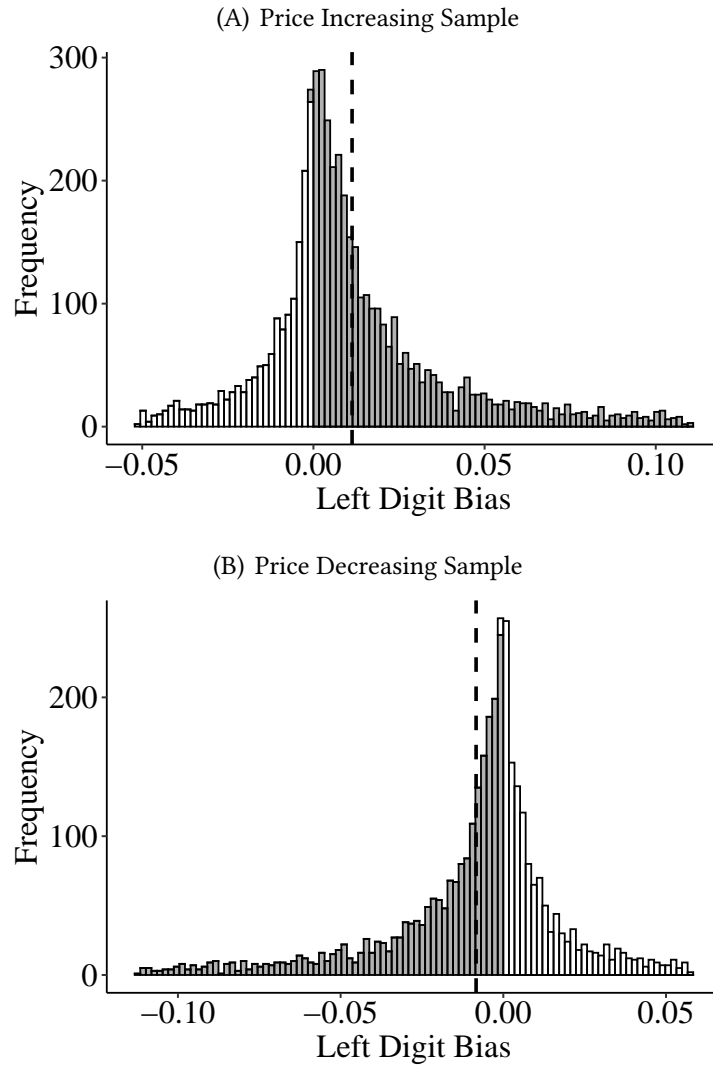 (A) Price Increasing Sample
300
200
100
0
Frequency
−0.05 0.00 0.05 0.10
Left Digit Bias
(B) Price Decreasing Sample
200
100
0
Frequency
−0.10 −0.05 0.00 0.05
Left Digit Bias